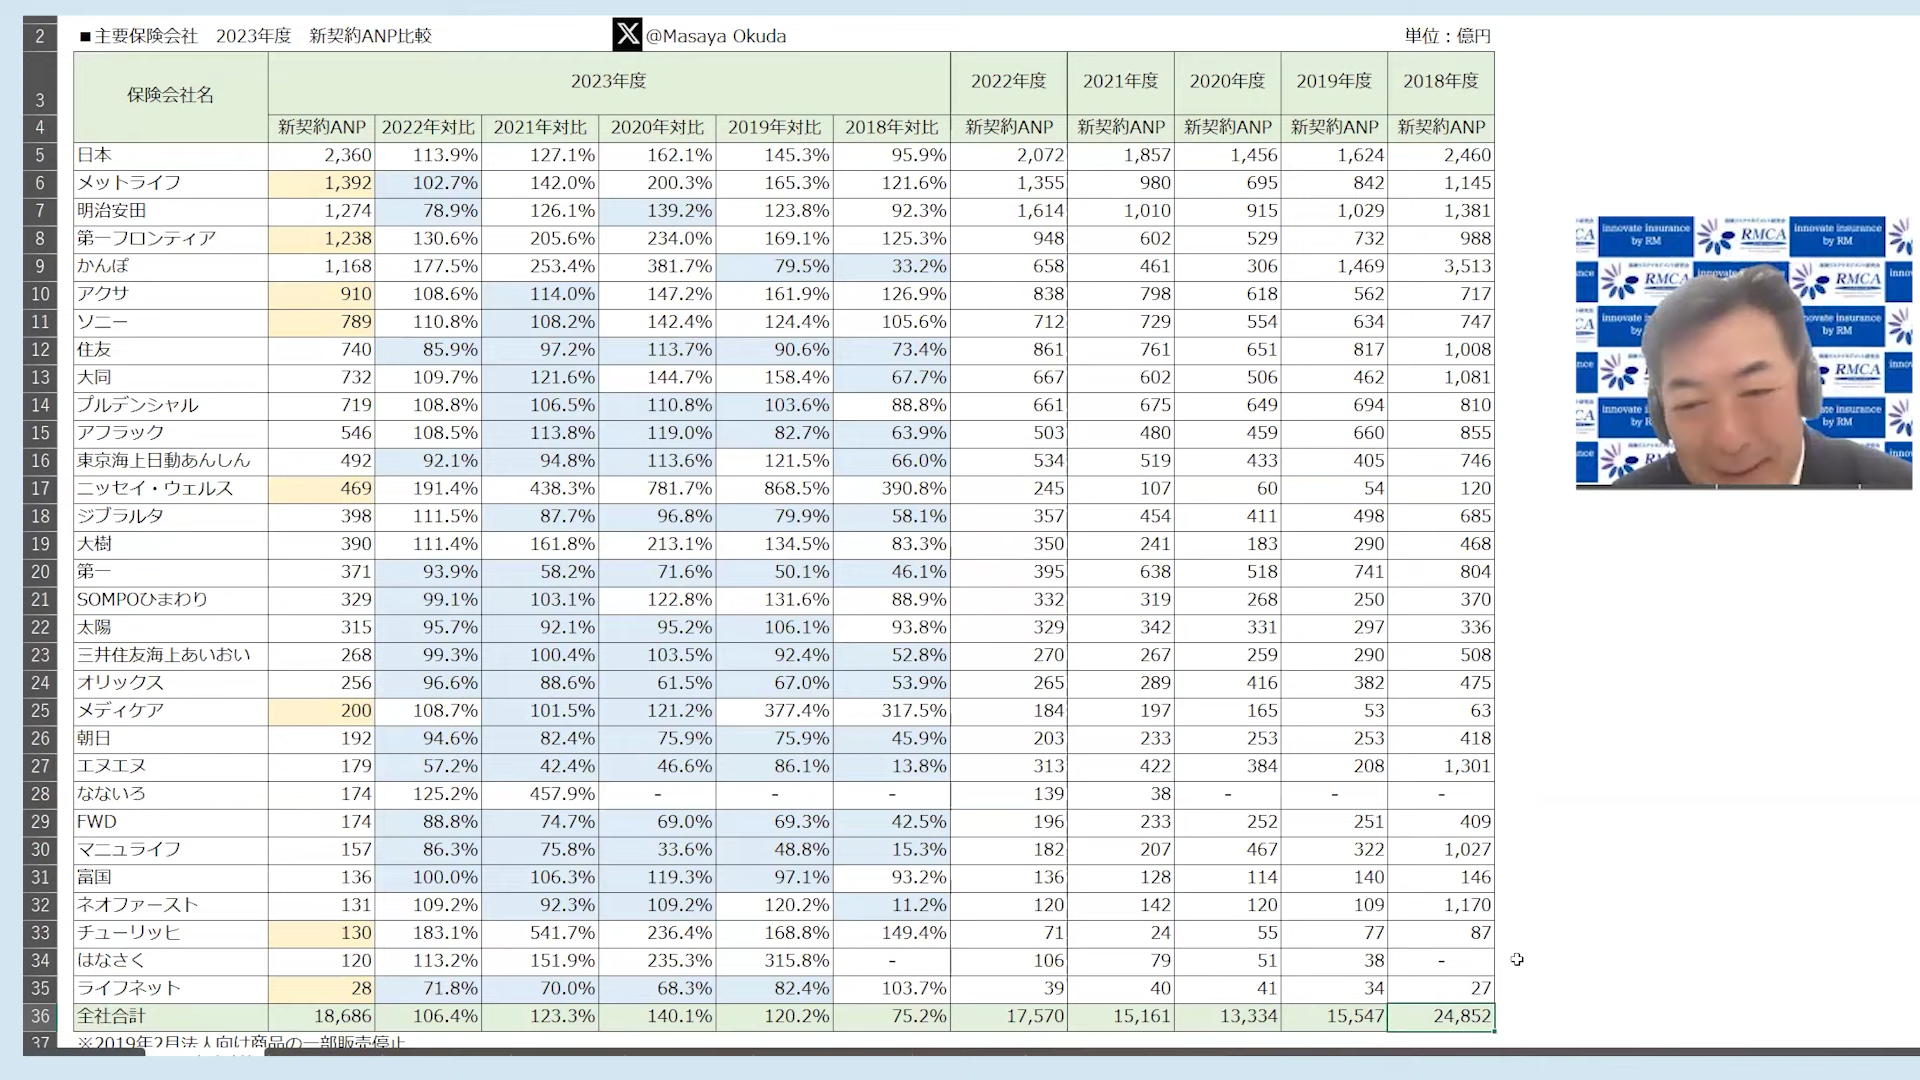 2 ■主要保険会社 2023年度 新契約ANP比較 X @Masaya Okuda 単位：億円
3 保険会社名 2023年度 2022年度 2021年度 2020年度 2019年度 2018年度
4 新契約ANP 2022年対比 2021年対比 2020年対比 2019年対比 2018年対比 新契約ANP 新契約ANP 新契約ANP 新契約ANP 新契約ANP
5 日本 2,360 113.9% 127.1% 162.1% 145.3% 95.9% 2,072 1,857 1,456 1,624 2,460
6 メットライフ 1,392 102.7% 142.0% 200.3% 165.3% 121.6% 1,355 980 695 842 1,145
7 明治安田 1,274 78.9% 126.1% 139.2% 123.8% 92.3% 1,614 1,010 915 1,029 1,381
8 第一フロンティア 1,238 130.6% 205.6% 234.0% 169.1% 125.3% 948 602 529 732 988
9 かんぽ 1,168 177.5% 253.4% 381.7% 79.5% 33.2% 658 461 306 1,469 3,513
10 アクサ 910 108.6% 114.0% 147.2% 161.9% 126.9% 838 798 618 562 717
11 ソニー 789 110.8% 108.2% 142.4% 124.4% 105.6% 712 729 554 634 747
12 住友 740 85.9% 97.2% 113.7% 90.6% 73.4% 861 761 651 817 1,008
13 大同 732 109.7% 121.6% 144.7% 158.4% 67.7% 667 602 506 462 1,081
14 プルデンシャル 719 108.8% 106.5% 110.8% 103.6% 88.8% 661 675 649 694 810
15 アフラック 546 108.5% 113.8% 119.0% 82.7% 63.9% 503 480 459 660 855
16 東京海上日動あんしん 492 92.1% 94.8% 113.6% 121.5% 66.0% 534 519 433 405 746
17 ニッセイ・ウェルス 469 191.4% 438.3% 781.7% 868.5% 390.8% 245 107 60 54 120
18 ジブラルタ 398 111.5% 87.7% 96.8% 79.9% 58.1% 357 454 411 498 685
19 大樹 390 111.4% 161.8% 213.1% 134.5% 83.3% 350 241 183 290 468
20 第一 371 93.9% 58.2% 71.6% 50.1% 46.1% 395 638 518 741 804
21 SOMPOひまわり 329 99.1% 103.1% 122.8% 131.6% 88.9% 332 319 268 250 370
22 太陽 315 95.7% 92.1% 95.2% 106.1% 93.8% 329 342 331 297 336
23 三井住友海上あいおい 268 99.3% 100.4% 103.5% 92.4% 52.8% 270 267 259 290 508
24 オリックス 256 96.6% 88.6% 61.5% 67.0% 53.9% 265 289 416 382 475
25 メディケア 200 108.7% 101.5% 121.2% 377.4% 317.5% 184 197 165 53 63
26 朝日 192 94.6% 82.4% 75.9% 75.9% 45.9% 203 233 253 253 418
27 エヌエヌ 179 57.2% 42.4% 46.6% 86.1% 13.8% 313 422 384 208 1,301
28 なないろ 174 125.2% 457.9% - - - 139 38 - - -
29 FWD 174 88.8% 74.7% 69.0% 69.3% 42.5% 196 233 252 251 409
30 マニュライフ 157 86.3% 75.8% 33.6% 48.8% 15.3% 182 207 467 322 1,027
31 富国 136 100.0% 106.3% 119.3% 97.1% 93.2% 136 128 114 140 146
32 ネオファースト 131 109.2% 92.3% 109.2% 120.2% 11.2% 120 142 120 109 1,170
33 チューリッヒ 130 183.1% 541.7% 236.4% 168.8% 149.4% 71 24 55 77 87
34 はなさく 120 113.2% 151.9% 235.3% 315.8% - 106 79 51 38 -
35 ライフネット 28 71.8% 70.0% 68.3% 82.4% 103.7% 39 40 41 34 27
36 全社合計 18,686 106.4% 123.3% 140.1% 120.2% 75.2% 17,570 15,161 13,334 15,547 24,852
37 ※2019年2月法人向け商品の一部販売停止
innovate insurance by RM RMCA innovate insurance by RM
RMCA RMCA
innovate insurance by RM
RMCA
innovate insurance by RM